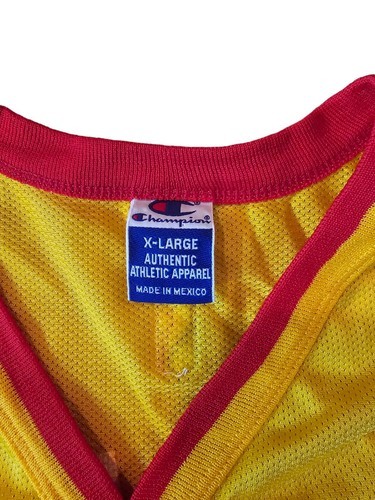 Champion
X-LARGE
AUTHENTIC
ATHLETIC APPAREL
MADE IN MEXICO